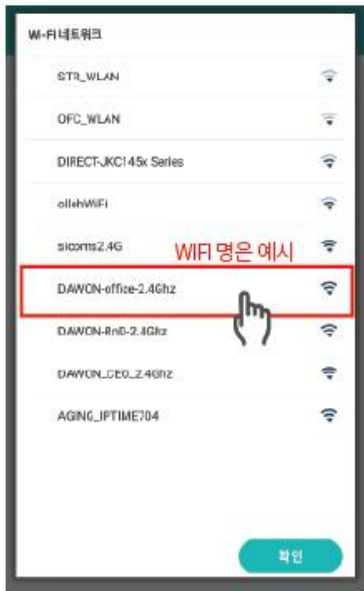 Wi-Fi 네트워크
STR_WLAN
OFC_WLAN
DIRECT-JKC145x Series
ollehWiFi
sicoms2.4G
WIFI 명은 예시
DAWON-office-2.4Ghz
DAWON-RnD-2.4Ghz
DAWON_CEO_2.4Ghz
AGING_IPTIME704
확인